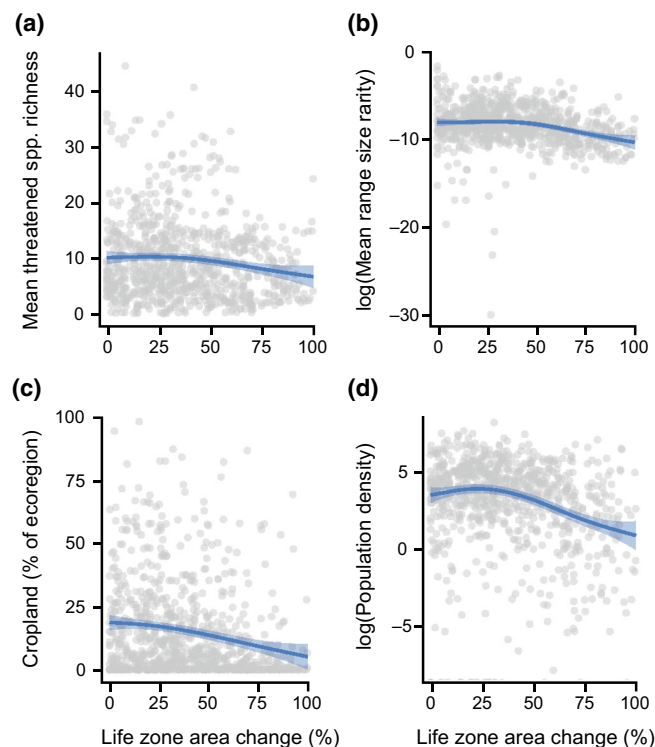 (a)
Mean threatened spp. richness
40
30
20
10
0
0 25 50 75 100
(b)
log(Mean range size rarity)
0
−10
−20
−30
0 25 50 75 100
(c)
Cropland (% of ecoregion)
100
75
50
25
0
0 25 50 75 100
Life zone area change (%)
(d)
log(Population density)
5
0
−5
0 25 50 75 100
Life zone area change (%)